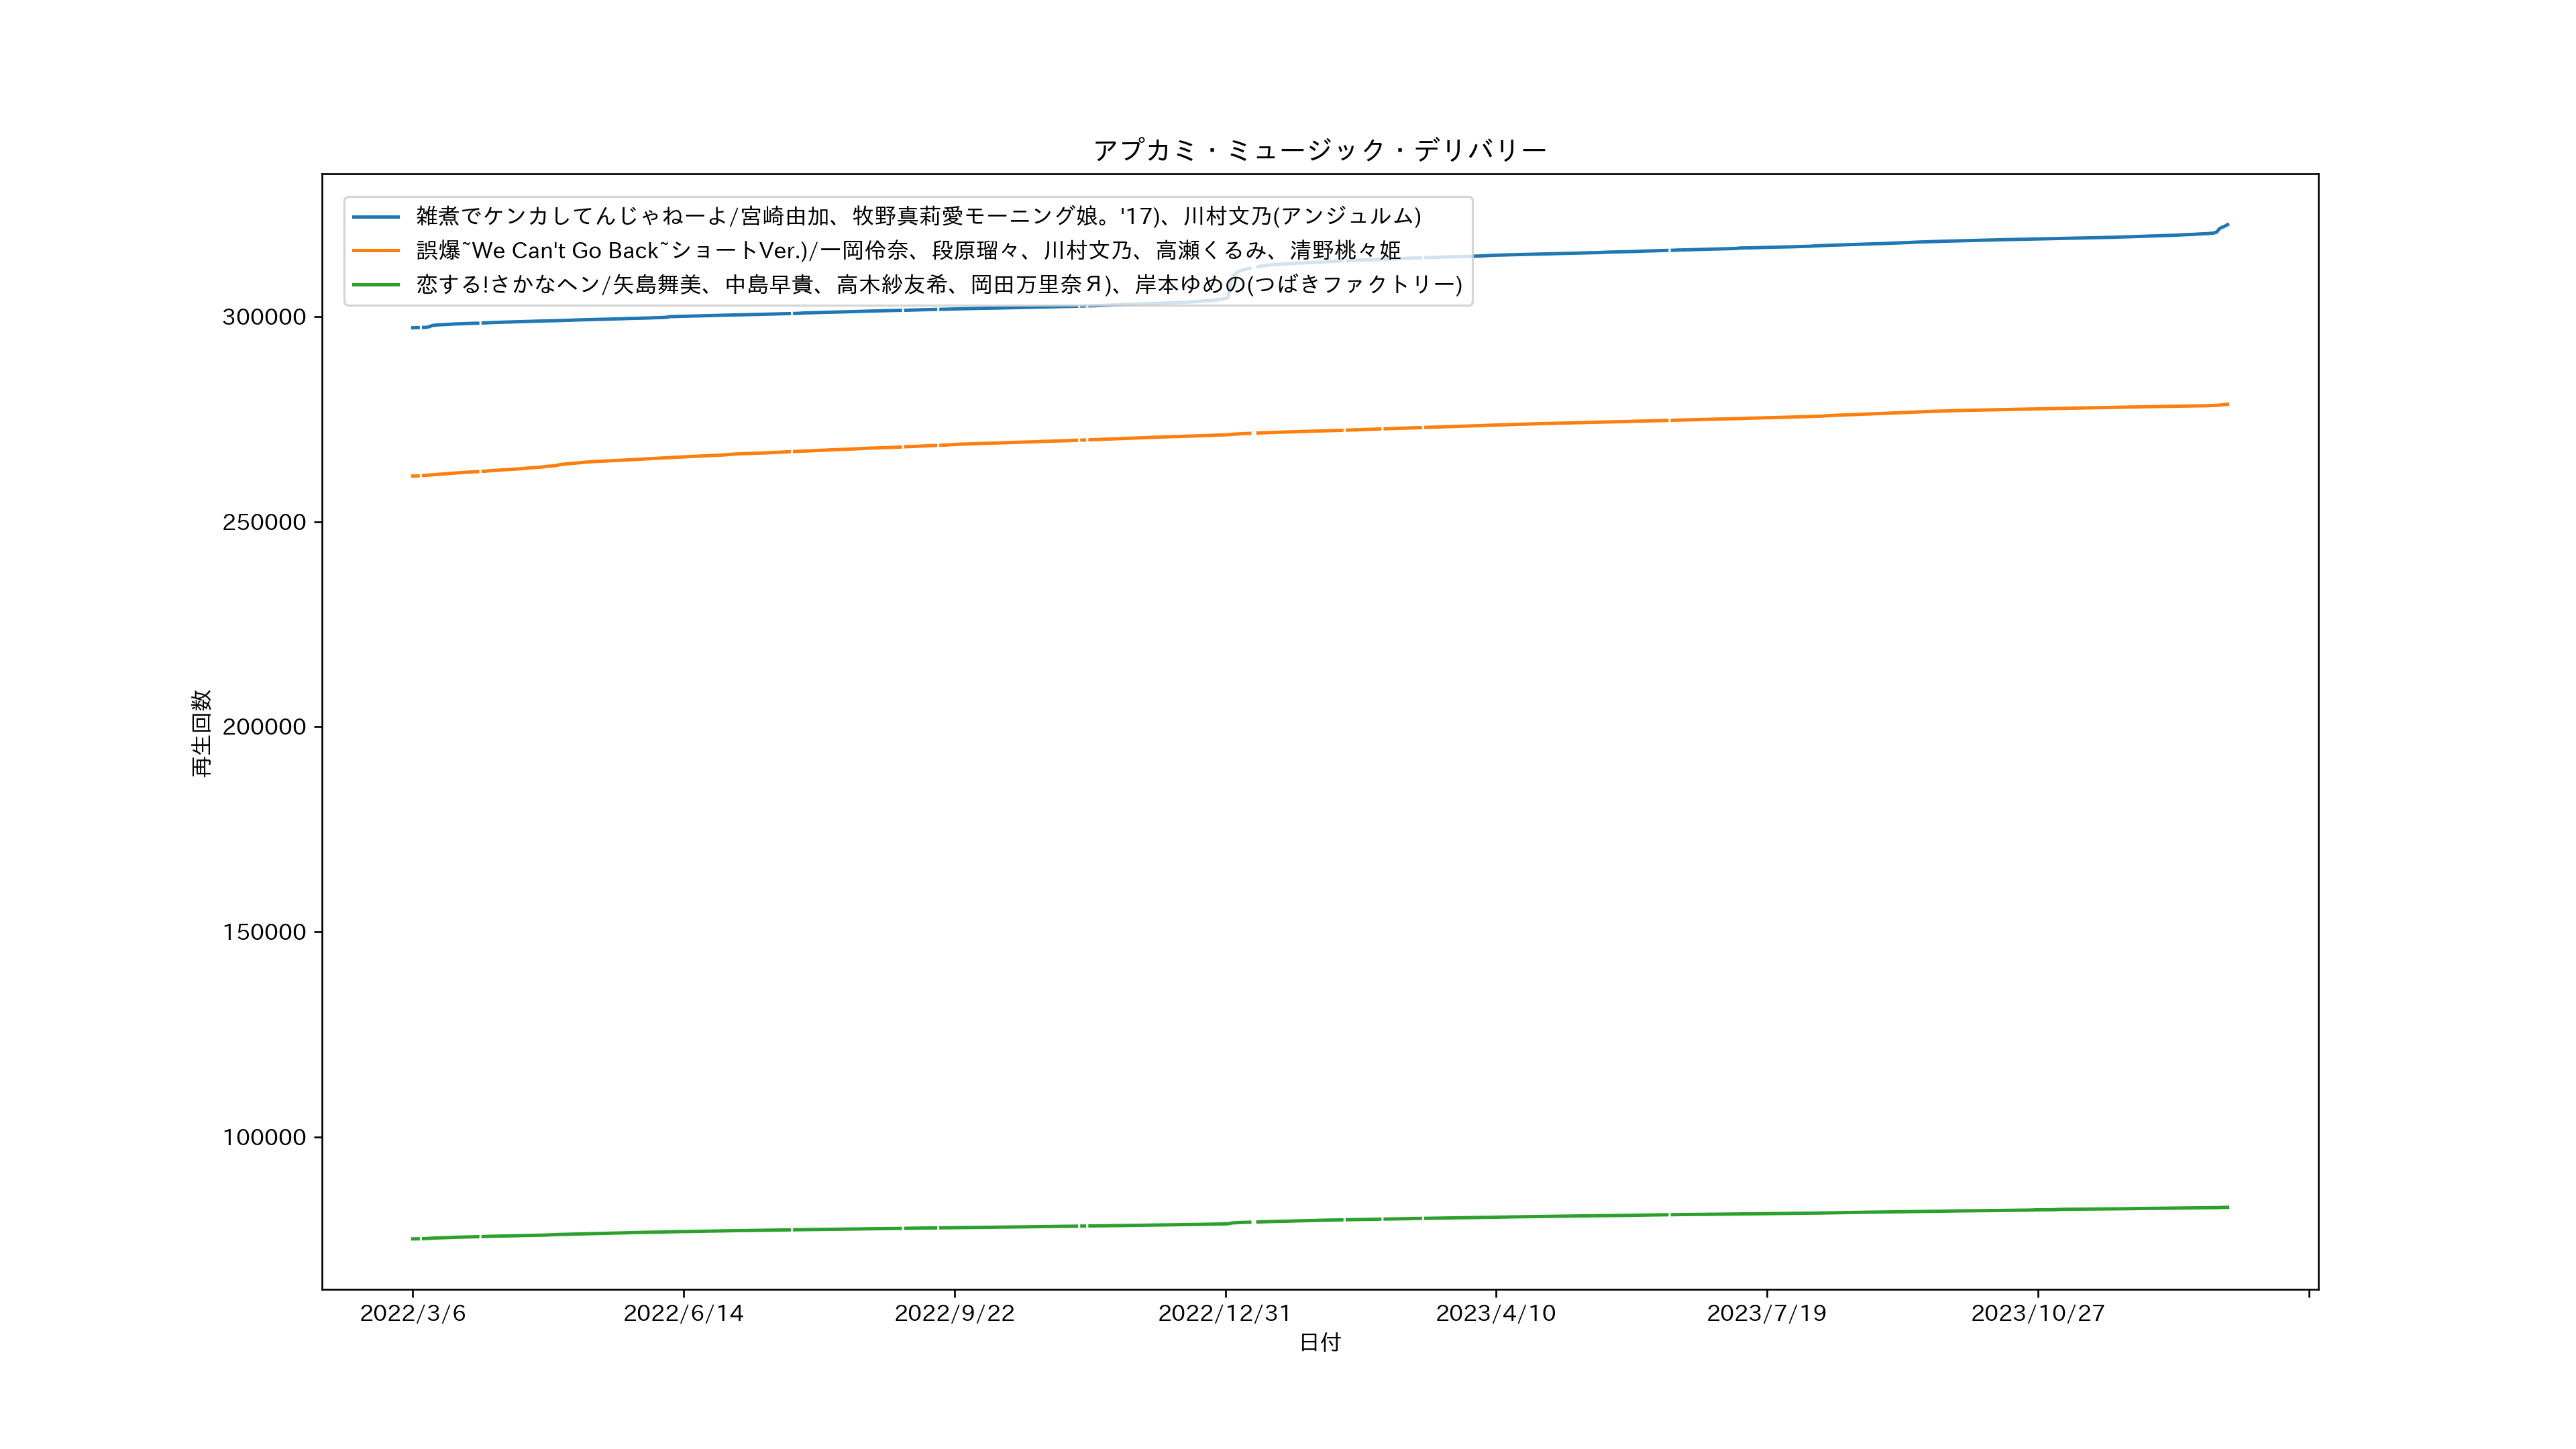 アプカミ・ミュージック・デリバリー
雑煮でケンカしてんじゃねーよ/宮崎由加、牧野真莉愛モーニング娘。'17)、川村文乃(アンジュルム)
誤爆~We Can't Go Back~ショートVer.)/一岡伶奈、段原瑠々、川村文乃、高瀬くるみ、清野桃々姫
恋する!さかなヘン/矢島舞美、中島早貴、高木紗友希、岡田万里奈Я)、岸本ゆめの(つばきファクトリー)
再生回数
300000
250000
200000
150000
100000
2022/3/6
2022/6/14
2022/9/22
2022/12/31
2023/4/10
2023/7/19
2023/10/27
日付